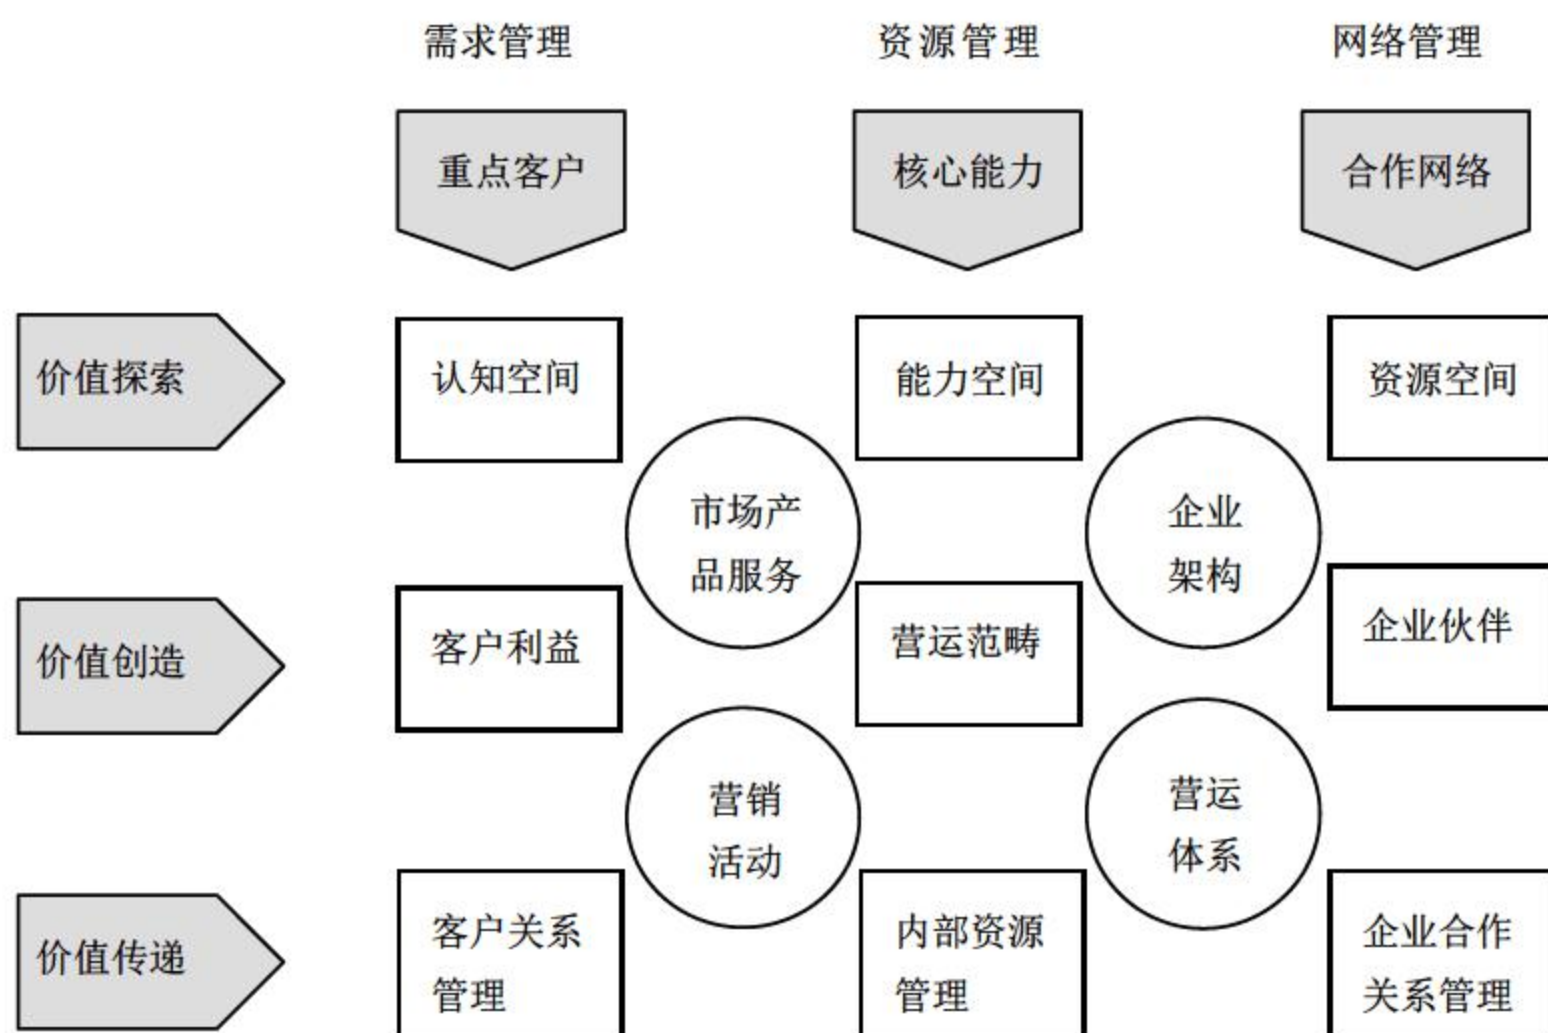 需求管理
资源管理
网络管理
重点客户
核心能力
合作网络
价值探索
认知空间
能力空间
资源空间
市场产
品服务
企业
架构
价值创造
客户利益
营运范畴
企业伙伴
营销
活动
营运
体系
价值传递
客户关系
管理
内部资源
管理
企业合作
关系管理